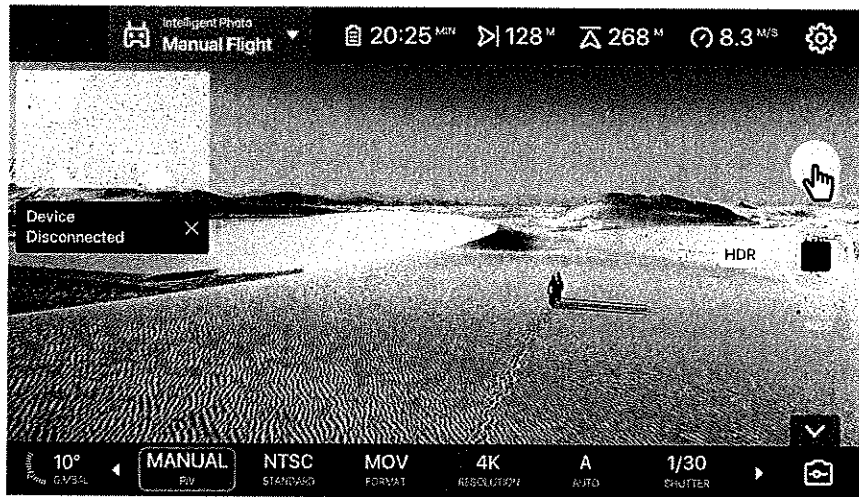 Intelligent Photo
Manual Flight
20:25 MIN
128 M
268 M
8.3 M/S
Device
Disconnected
HDR
10°
GIMBAL
MANUAL
NTSC
STANDARD
MOV
FORMAT
4K
RESOLUTION
A
AUTO
1/30
SHUTTER